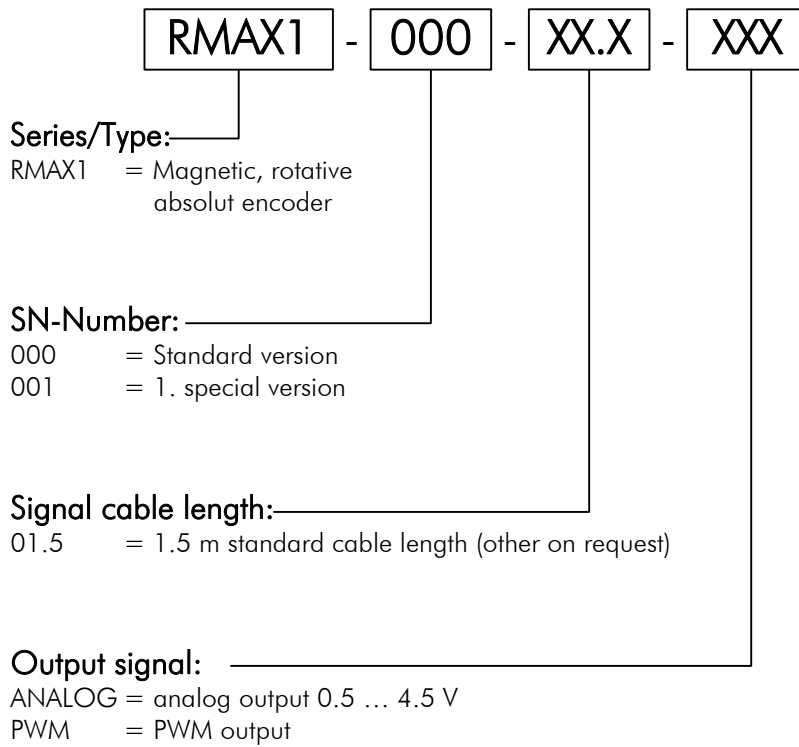 RMAX1 - 000 - XX.X - XXX
Series/Type:
RMAX1 = Magnetic, rotative
absolut encoder
SN-Number:
000 = Standard version
001 = 1. special version
Signal cable length:
01.5 = 1.5 m standard cable length (other on request)
Output signal:
ANALOG = analog output 0.5 … 4.5 V
PWM = PWM output